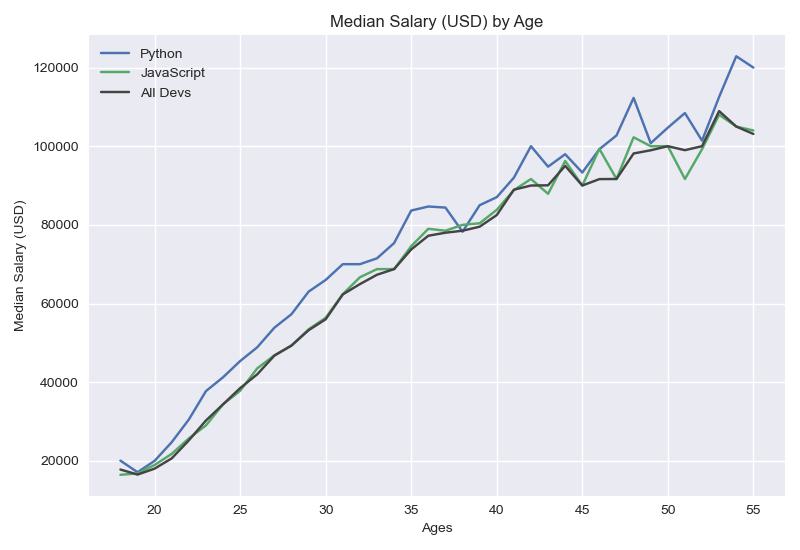 Median Salary (USD) by Age
Python
JavaScript
All Devs
Median Salary (USD)
120000
100000
80000
60000
40000
20000
20 25 30 35 40 45 50 55
Ages